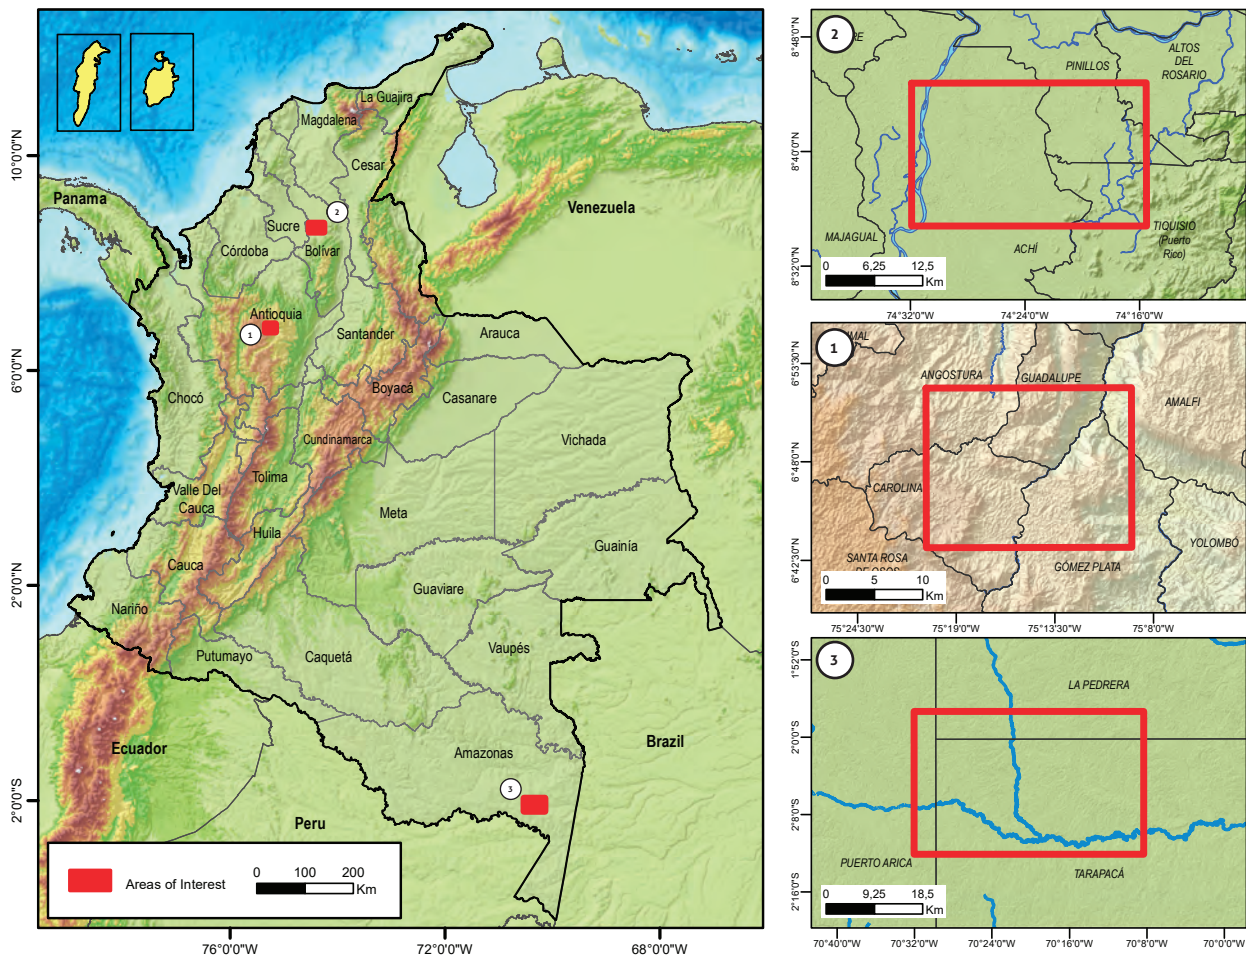 10°0'0"N
6°0'0"N
2°0'0"N
2°0'0"S
76°0'0"W
72°0'0"W
68°0'0"W
La Guajira
Magdalena
Cesar
Panama
Venezuela
2
Sucre
Córdoba
Bolívar
Antioquia
1
Santander
Arauca
Chocó
Boyacá
Casanare
Cundinamarca
Vichada
Tolima
Valle Del
Cauca
Meta
Huila
Guainía
Cauca
Guaviare
Nariño
Putumayo
Caquetá
Vaupés
Ecuador
Amazonas
Brazil
3
Peru
Areas of Interest
0 100 200
Km
2
RE
ALTOS
DEL
ROSARIO
PINILLOS
MAJAGUAL
ACHÍ
TIQUISIO
(Puerto
Rico)
0 6,25 12,5
Km
8°48'0"N
8°40'0"N
8°32'0"N
74°32'0"W
74°24'0"W
74°16'0"W
1
MAL
ANGOSTURA
GUADALUPE
AMALFI
CAROLINA
SANTA ROSA
GÓMEZ PLATA
YOLOMBÓ
0 5 10
Km
6°53'30"N
6°48'0"N
6°42'30"N
75°24'30"W
75°19'0"W
75°13'30"W
75°8'0"W
3
LA PEDRERA
PUERTO ARICA
TARAPACÁ
0 9,25 18,5
Km
1°52'0"S
2°0'0"S
2°8'0"S
2°16'0"S
70°40'0"W
70°32'0"W
70°24'0"W
70°16'0"W
70°8'0"W
70°0'0"W